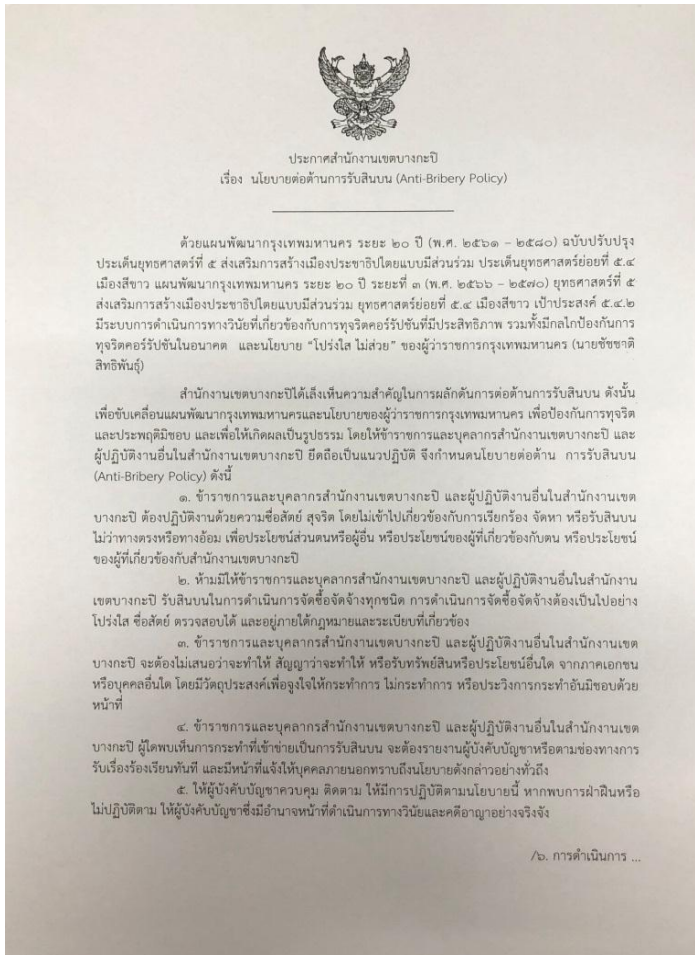 ประกาศสำนักงานเขตบางกะปิ
เรื่อง นโยบายต่อต้านการรับสินบน (Anti-Bribery Policy)
ด้วยแผนพัฒนากรุงเทพมหานคร ระยะ ๒๐ ปี (พ.ศ. ๒๕๖๑ – ๒๕๘๐) ฉบับปรับปรุง
ประเด็นยุทธศาสตร์ที่ ๕ ส่งเสริมการสร้างเมืองประชาธิปไตยแบบมีส่วนร่วม ประเด็นยุทธศาสตร์ย่อยที่ ๕.๔
เมืองสีขาว แผนพัฒนากรุงเทพมหานคร ระยะ ๒๐ ปี ระยะที่ ๓ (พ.ศ. ๒๕๖๖ – ๒๕๗๐) ยุทธศาสตร์ที่ ๕
ส่งเสริมการสร้างเมืองประชาธิปไตยแบบมีส่วนร่วม ยุทธศาสตร์ย่อยที่ ๕.๔ เมืองสีขาว เป้าประสงค์ ๕.๔.๒
มีระบบการดำเนินการทางวินัยที่เกี่ยวข้องกับการทุจริตคอร์รัปชันที่มีประสิทธิภาพ รวมทั้งมีกลไกป้องกันการ
ทุจริตคอร์รัปชันในอนาคต และนโยบาย “โปร่งใส ไม่ส่วย” ของผู้ว่าราชการกรุงเทพมหานคร (นายชัชชาติ
สิทธิพันธุ์)
สำนักงานเขตบางกะปิได้เล็งเห็นความสำคัญในการผลักดันการต่อต้านการรับสินบน ดังนั้น
เพื่อขับเคลื่อนแผนพัฒนากรุงเทพมหานครและนโยบายของผู้ว่าราชการกรุงเทพมหานคร เพื่อป้องกันการทุจริต
และประพฤติมิชอบ และเพื่อให้เกิดผลเป็นรูปธรรม โดยให้ข้าราชการและบุคลากรสำนักงานเขตบางกะปิ และ
ผู้ปฏิบัติงานอื่นในสำนักงานเขตบางกะปิ ยึดถือเป็นแนวปฏิบัติ จึงกำหนดนโยบายต่อต้าน การรับสินบน
(Anti-Bribery Policy) ดังนี้
๑. ข้าราชการและบุคลากรสำนักงานเขตบางกะปิ และผู้ปฏิบัติงานอื่นในสำนักงานเขต
บางกะปิ ต้องปฏิบัติงานด้วยความซื่อสัตย์ สุจริต โดยไม่เข้าไปเกี่ยวข้องกับการเรียกร้อง จัดหา หรือรับสินบน
ไม่ว่าทางตรงหรือทางอ้อม เพื่อประโยชน์ส่วนตนหรือผู้อื่น หรือประโยชน์ของผู้ที่เกี่ยวข้องกับตน หรือประโยชน์
ของผู้ที่เกี่ยวข้องกับสำนักงานเขตบางกะปิ
๒. ห้ามมิให้ข้าราชการและบุคลากรสำนักงานเขตบางกะปิ และผู้ปฏิบัติงานอื่นในสำนักงาน
เขตบางกะปิ รับสินบนในการดำเนินการจัดซื้อจัดจ้างทุกชนิด การดำเนินการจัดซื้อจัดจ้างต้องเป็นไปอย่าง
โปร่งใส ซื่อสัตย์ ตรวจสอบได้ และอยู่ภายใต้กฎหมายและระเบียบที่เกี่ยวข้อง
๓. ข้าราชการและบุคลากรสำนักงานเขตบางกะปิ และผู้ปฏิบัติงานอื่นในสำนักงานเขต
บางกะปิ จะต้องไม่เสนอว่าจะทำให้ สัญญาว่าจะทำให้ หรือรับทรัพย์สินหรือประโยชน์อื่นใด จากภาคเอกชน
หรือบุคคลอื่นใด โดยมีวัตถุประสงค์เพื่อจูงใจให้กระทำการ ไม่กระทำการ หรือประวิงการกระทำอันมิชอบด้วย
หน้าที่
๔. ข้าราชการและบุคลากรสำนักงานเขตบางกะปิ และผู้ปฏิบัติงานอื่นในสำนักงานเขต
บางกะปิ ผู้ใดพบเห็นการกระทำที่เข้าข่ายเป็นการรับสินบน จะต้องรายงานผู้บังคับบัญชาหรือตามช่องทางการ
รับเรื่องร้องเรียนทันที และมีหน้าที่แจ้งให้บุคคลภายนอกทราบถึงนโยบายดังกล่าวอย่างทั่วถึง
๕. ให้ผู้บังคับบัญชาควบคุม ติดตาม ให้มีการปฏิบัติตามนโยบายนี้ หากพบการฝ่าฝืนหรือ
ไม่ปฏิบัติตาม ให้ผู้บังคับบัญชาซึ่งมีอำนาจหน้าที่ดำเนินการทางวินัยและคดีอาญาอย่างจริงจัง
/๖. การดำเนินการ ...